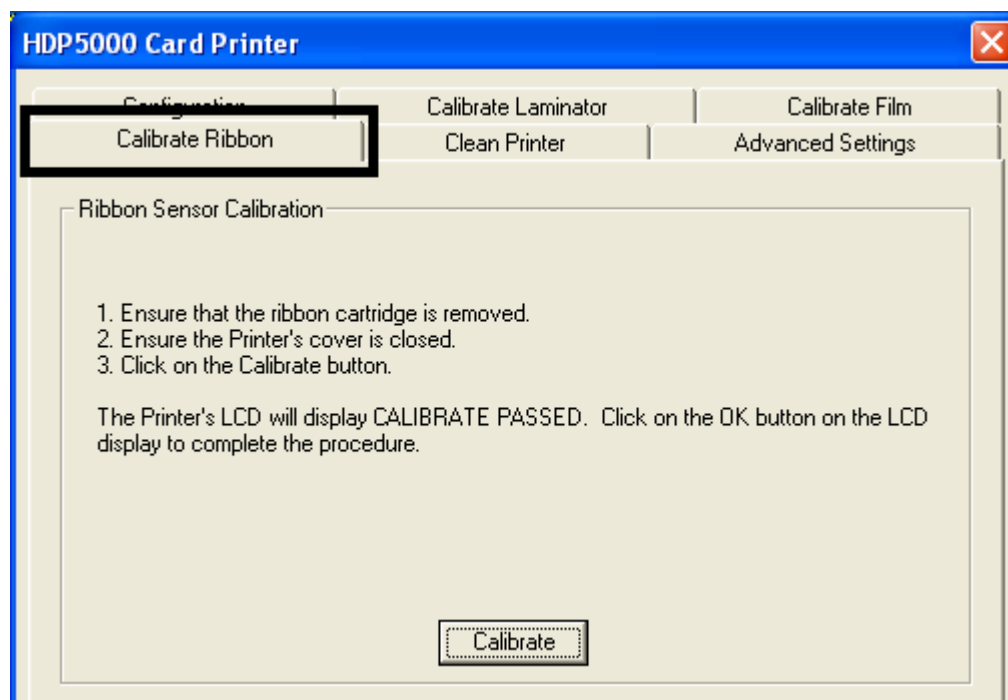 HDP5000 Card Printer
Configuration Calibrate Laminator Calibrate Film
Calibrate Ribbon Clean Printer Advanced Settings
Ribbon Sensor Calibration
1. Ensure that the ribbon cartridge is removed.
2. Ensure the Printer's cover is closed.
3. Click on the Calibrate button.
The Printer's LCD will display CALIBRATE PASSED. Click on the OK button on the LCD
display to complete the procedure.
Calibrate